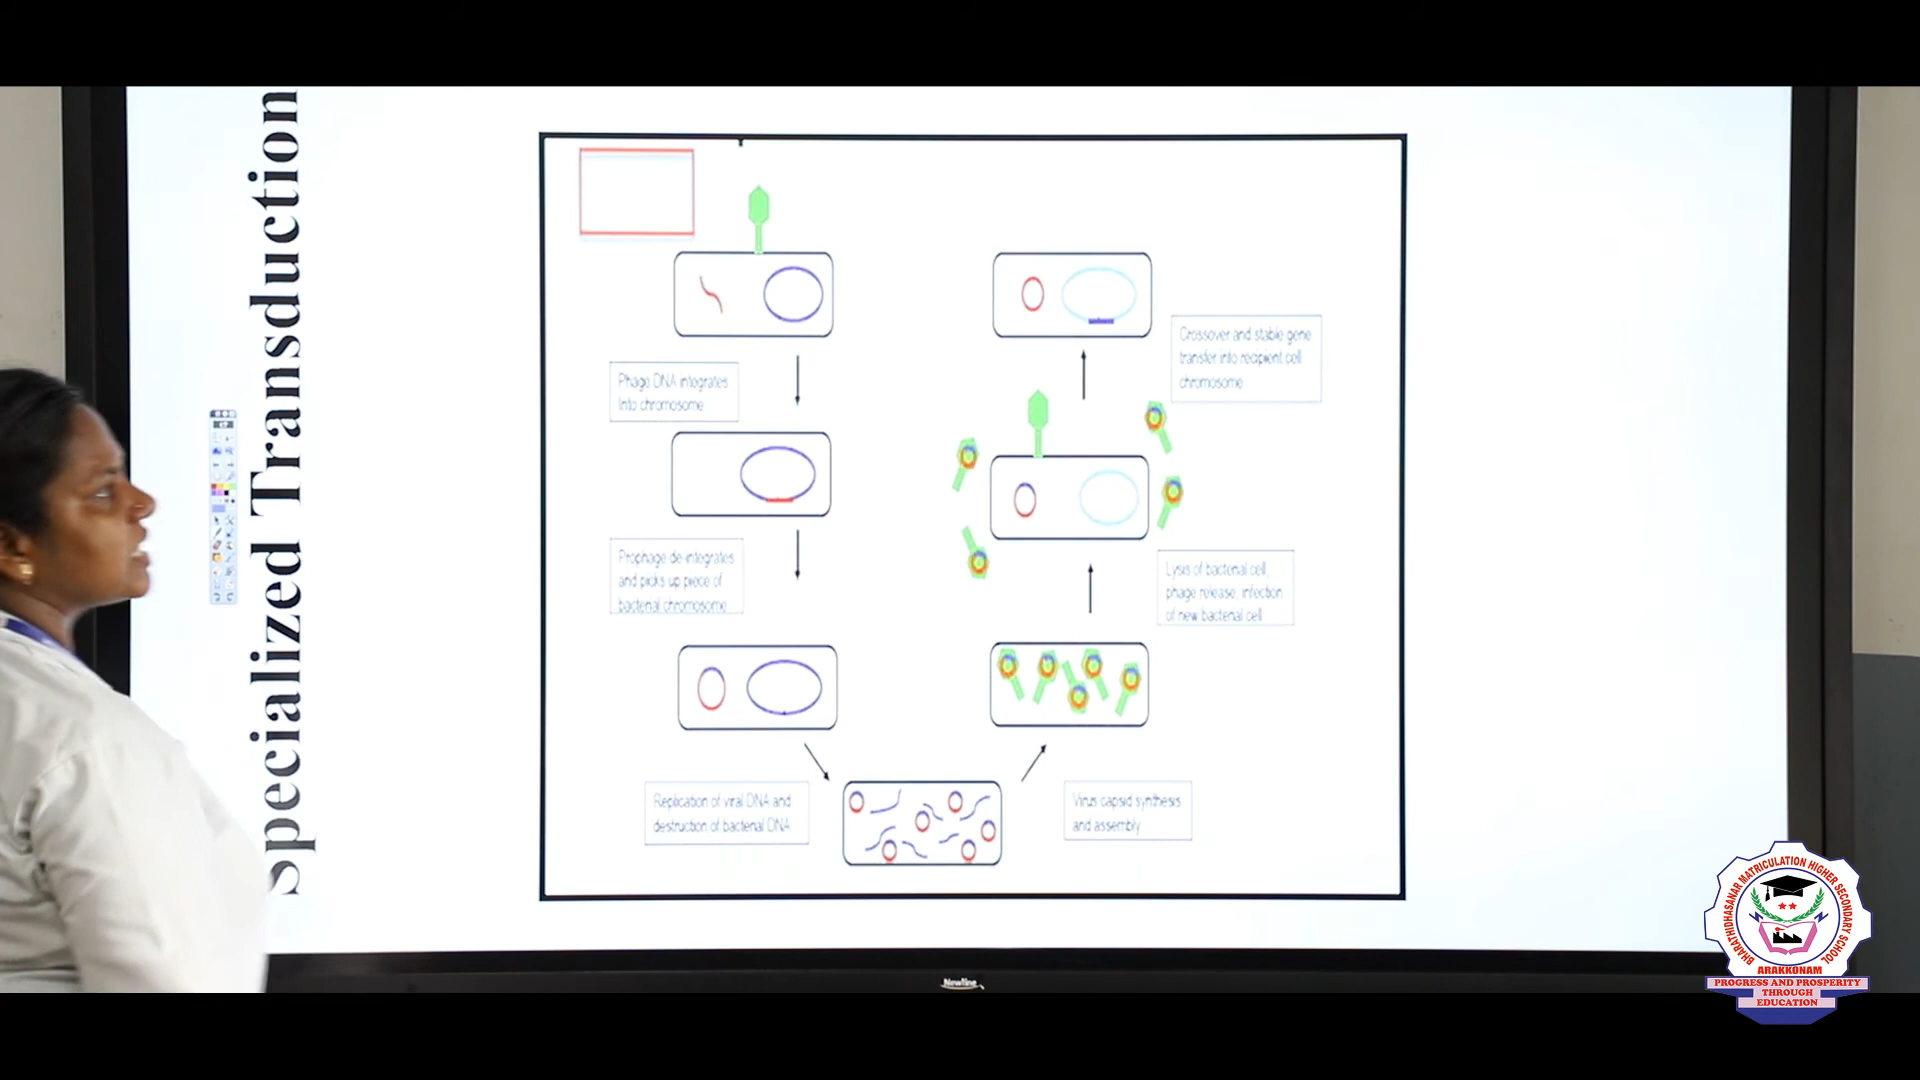 Specialized Transduction
Phage DNA integrates
into chromosome
Prophage de-integrates
and picks up piece of
bacterial chromosome
Replication of viral DNA and
destruction of bacterial DNA
Virus capsid synthesis
and assembly
Lysis of bacterial cell,
phage release, infection
of new bacterial cell
Crossover and stable gene
transfer into recipient cell
chromosome
Newline
BHARATHIDHASANAR MATRICULATION HIGHER SECONDARY SCHOOL
ARAKKONAM
PROGRESS AND PROSPERITY
THROUGH
EDUCATION